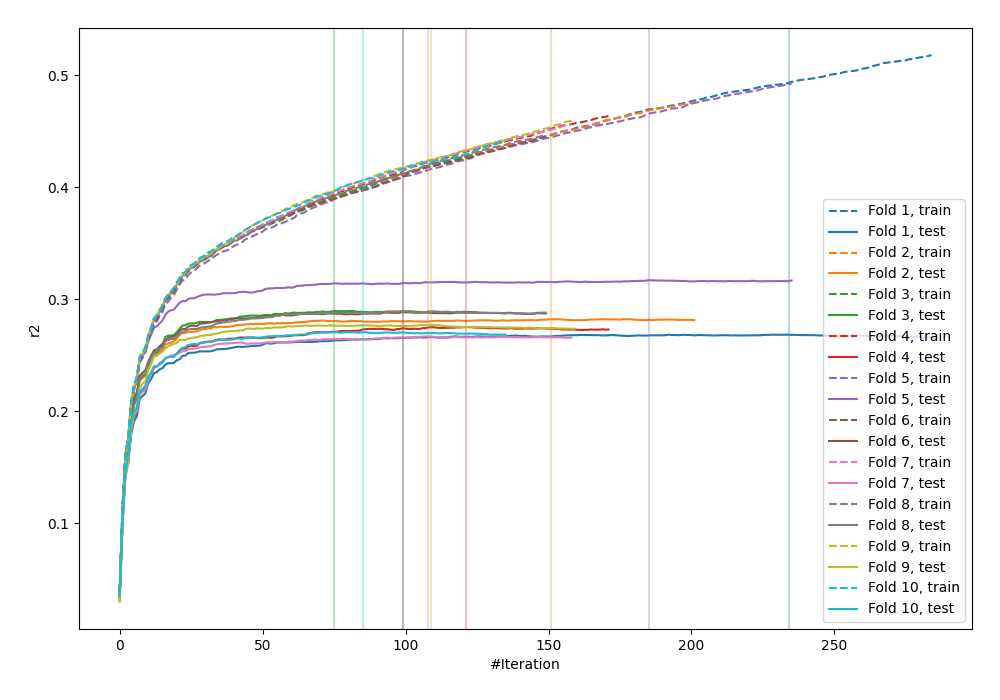 0.5
0.4
0.3
0.2
0.1
r2
0
50
100
150
200
250
#Iteration
Fold 1, train
Fold 1, test
Fold 2, train
Fold 2, test
Fold 3, train
Fold 3, test
Fold 4, train
Fold 4, test
Fold 5, train
Fold 5, test
Fold 6, train
Fold 6, test
Fold 7, train
Fold 7, test
Fold 8, train
Fold 8, test
Fold 9, train
Fold 9, test
Fold 10, train
Fold 10, test